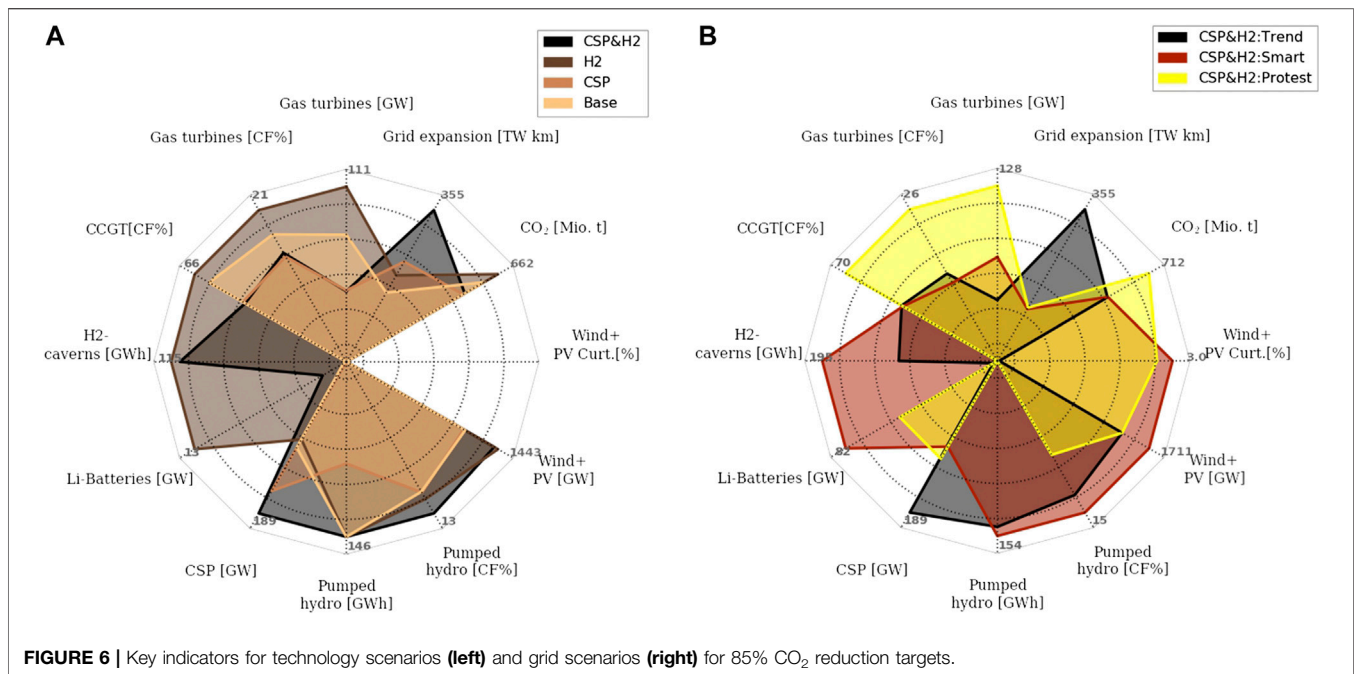 A
CSP&H2
H2
CSP
Base
Gas turbines [GW]
Gas turbines [CF%]
Grid expansion [TW km]
111
21
355
CCGT[CF%]
CO₂ [Mio. t]
66
662
H2-
caverns [GWh]
115
Wind+
PV Curt.[%]
Li-Batteries [GW]
13
1443
Wind+
PV [GW]
189
146
13
CSP [GW]
Pumped
hydro [GWh]
Pumped
hydro [CF%]
B
CSP&H2:Trend
CSP&H2:Smart
CSP&H2:Protest
Gas turbines [GW]
Gas turbines [CF%]
Grid expansion [TW km]
128
26
355
CCGT[CF%]
CO₂ [Mio. t]
70
712
H2-
caverns [GWh]
195
3.0
Wind+
PV Curt.[%]
Li-Batteries [GW]
82
1711
Wind+
PV [GW]
189
154
15
CSP [GW]
Pumped
hydro [GWh]
Pumped
hydro [CF%]
FIGURE 6 | Key indicators for technology scenarios (left) and grid scenarios (right) for 85% CO₂ reduction targets.